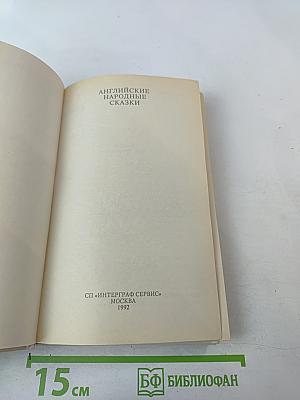 АНГЛИЙСКИЕ
НАРОДНЫЕ
СКАЗКИ
СП «ИНТЕРГРАФ СЕРВИС»
МОСКВА
1992
15 см
БФ БИБЛИОФАН